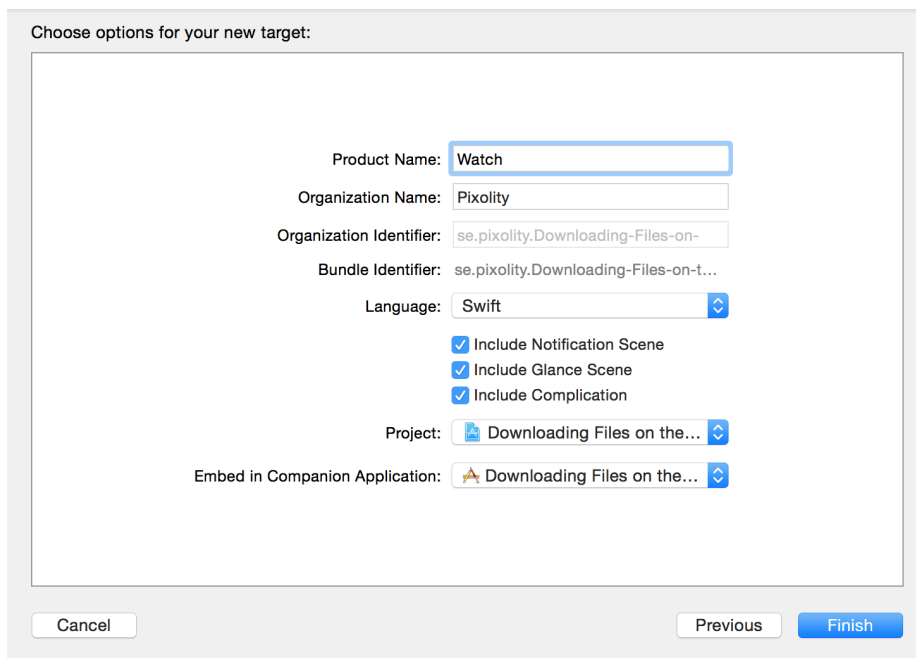 Choose options for your new target:
Product Name: Watch
Organization Name: Pixolity
Organization Identifier: se.pixolity.Downloading-Files-on-
Bundle Identifier: se.pixolity.Downloading-Files-on-t...
Language: Swift
Include Notification Scene
Include Glance Scene
Include Complication
Project: Downloading Files on the...
Embed in Companion Application: Downloading Files on the...
Cancel Previous Finish